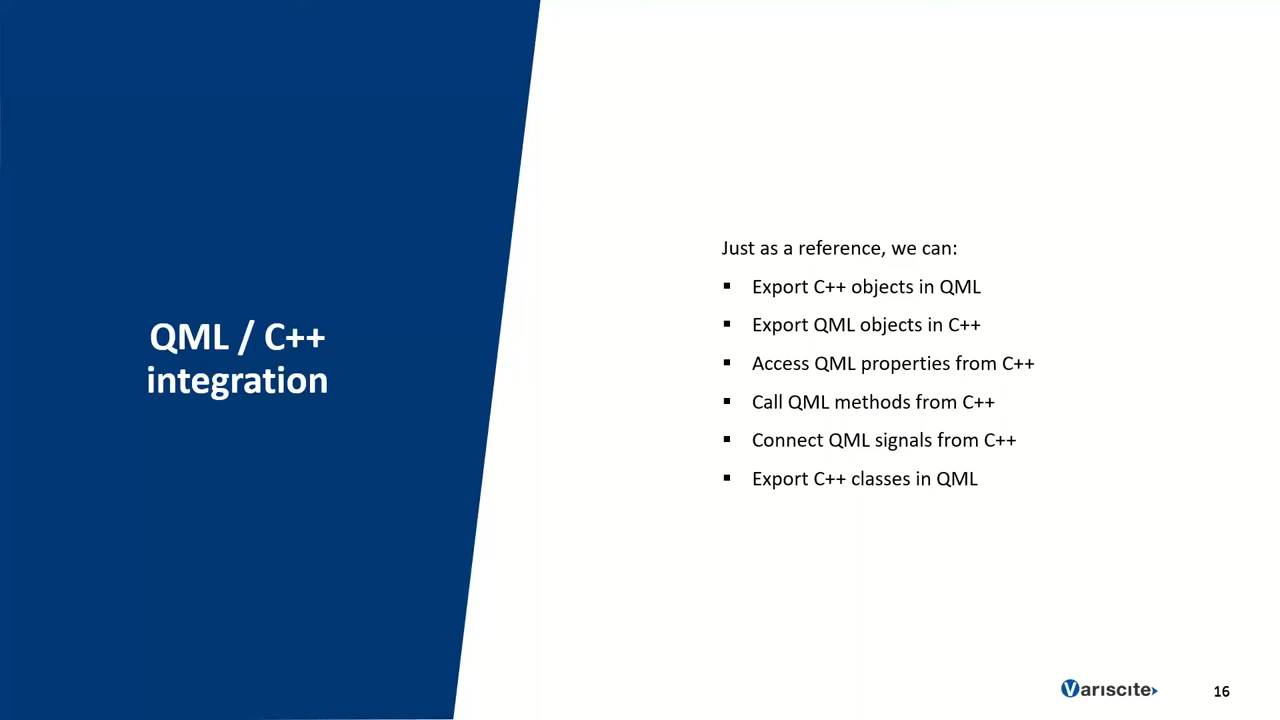 QML / C++
integration
Just as a reference, we can:
▪ Export C++ objects in QML
▪ Export QML objects in C++
▪ Access QML properties from C++
▪ Call QML methods from C++
▪ Connect QML signals from C++
▪ Export C++ classes in QML
Variscite
16